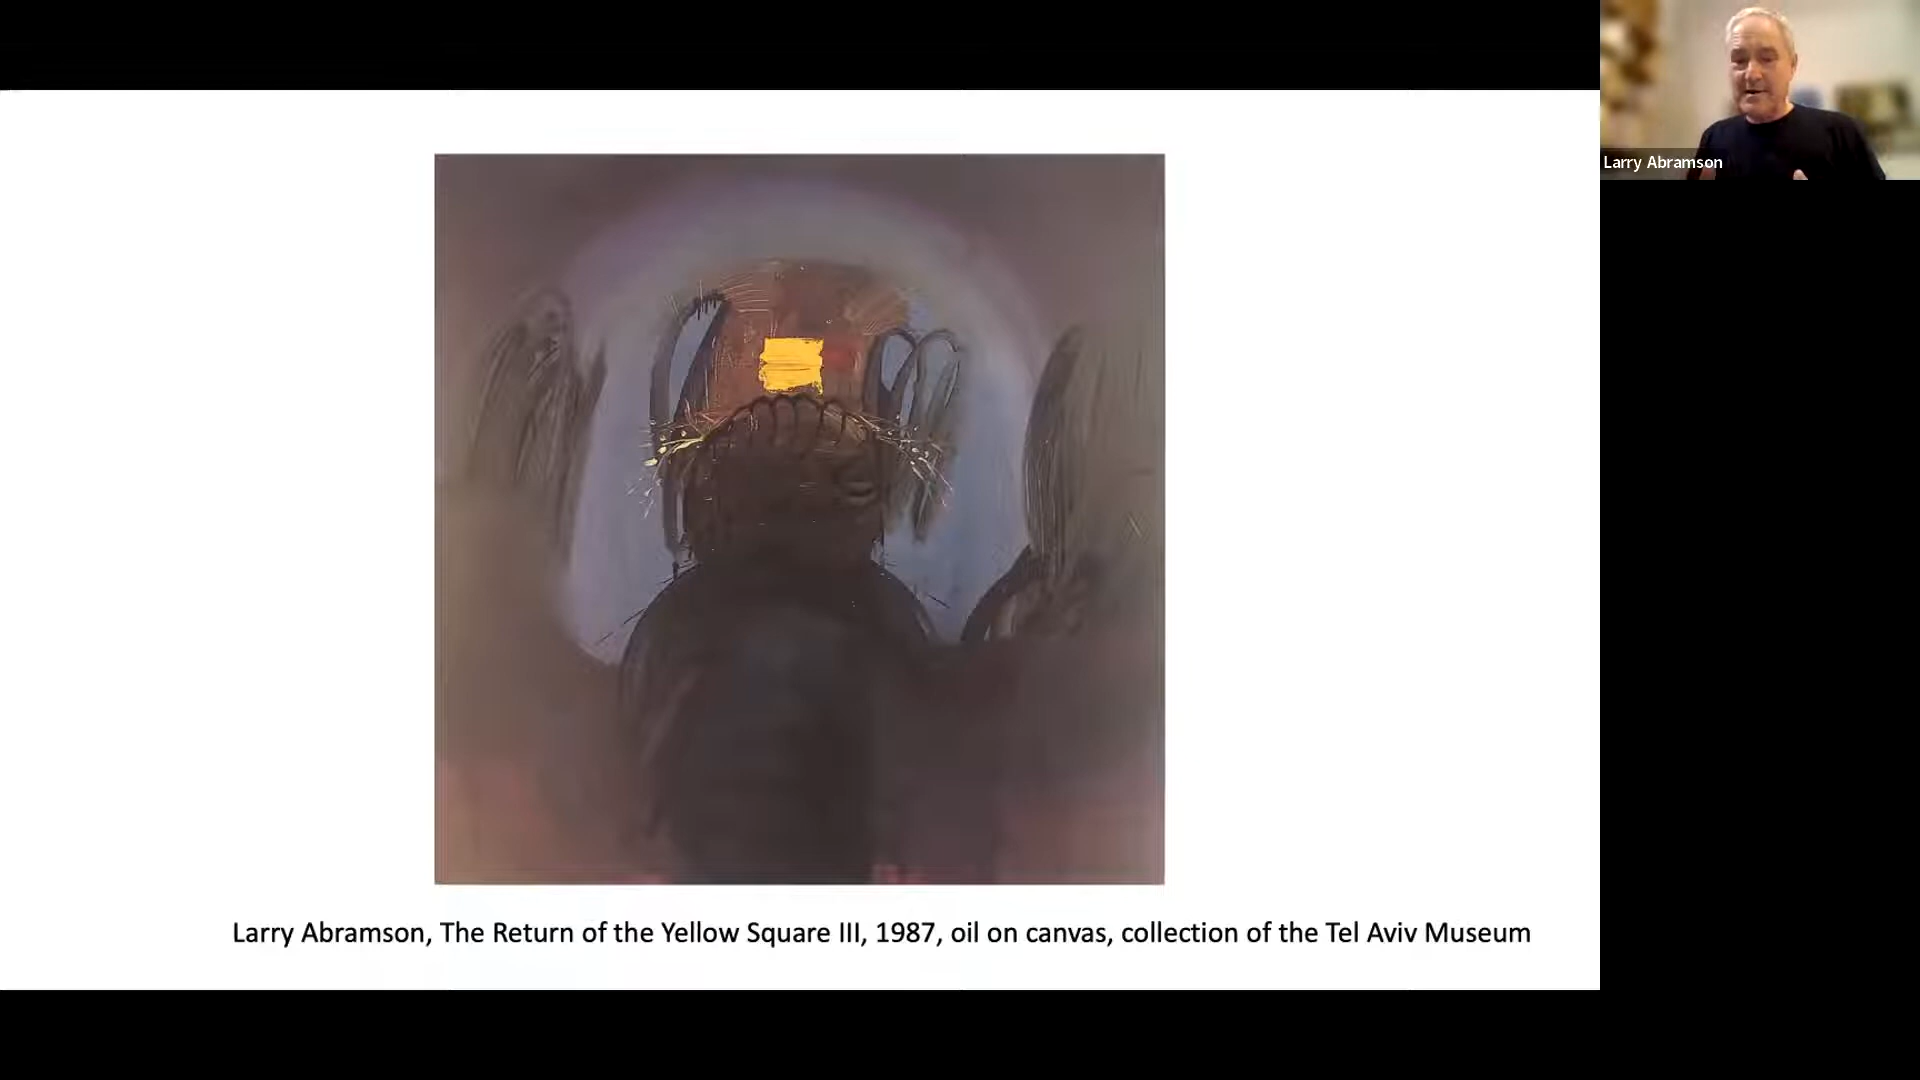 Larry Abramson
Larry Abramson, The Return of the Yellow Square III, 1987, oil on canvas, collection of the Tel Aviv Museum